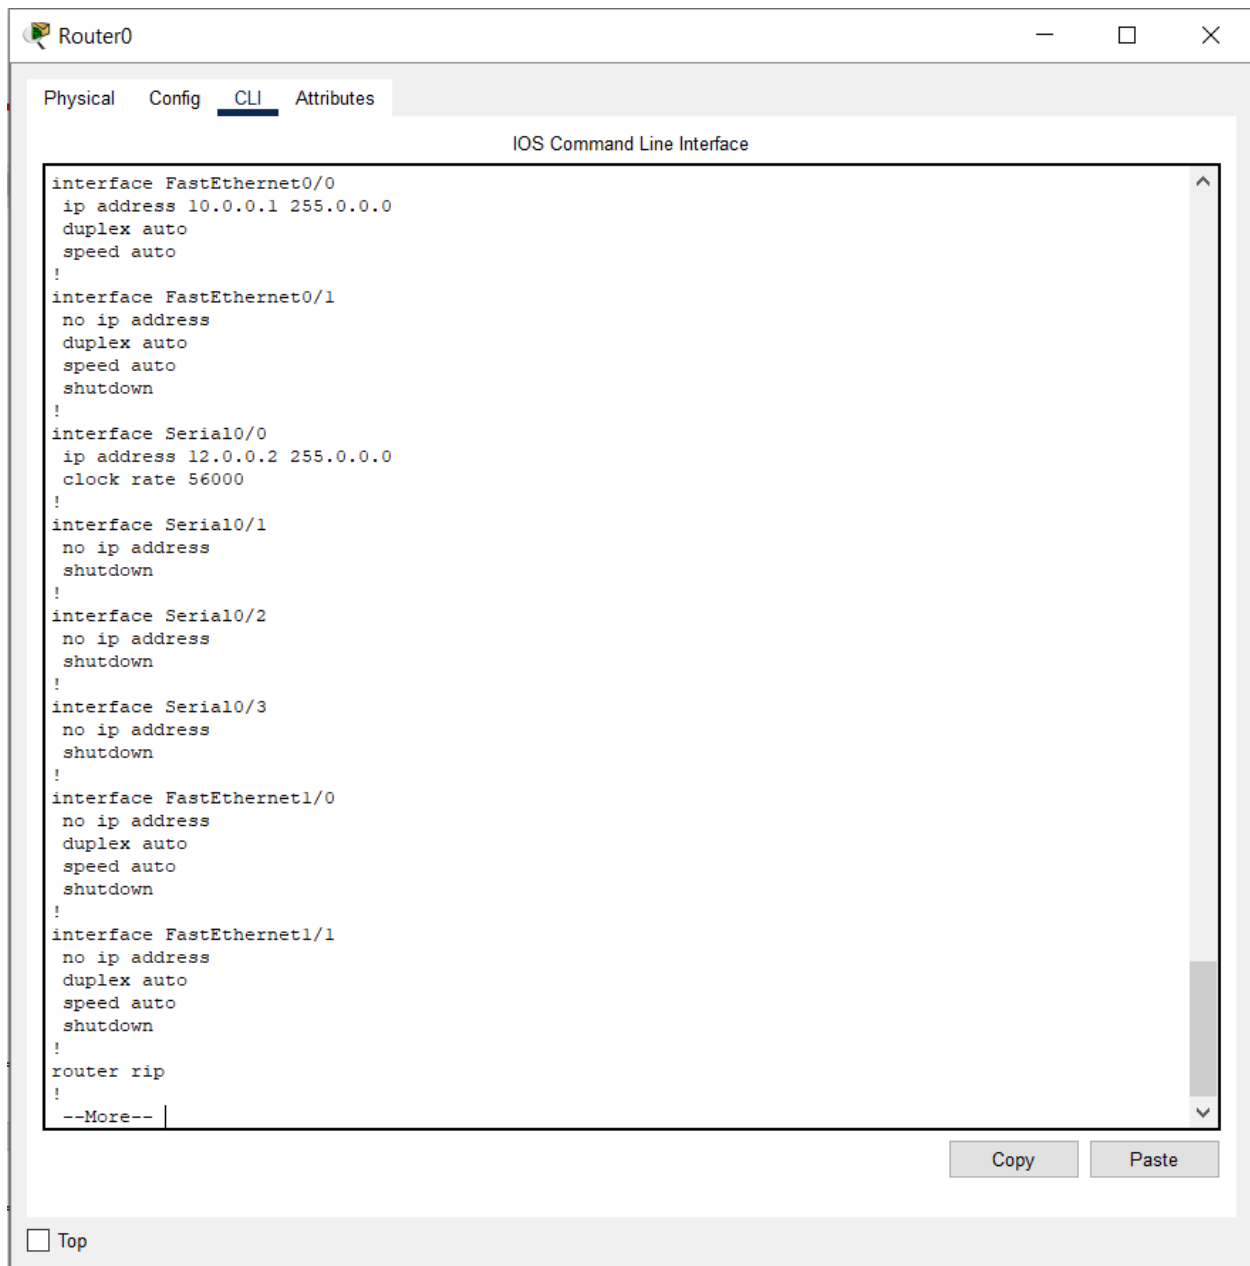 Router0
Physical Config CLI Attributes
IOS Command Line Interface
interface FastEthernet0/0
 ip address 10.0.0.1 255.0.0.0
 duplex auto
 speed auto
!
interface FastEthernet0/1
 no ip address
 duplex auto
 speed auto
 shutdown
!
interface Serial0/0
 ip address 12.0.0.2 255.0.0.0
 clock rate 56000
!
interface Serial0/1
 no ip address
 shutdown
!
interface Serial0/2
 no ip address
 shutdown
!
interface Serial0/3
 no ip address
 shutdown
!
interface FastEthernet1/0
 no ip address
 duplex auto
 speed auto
 shutdown
!
interface FastEthernet1/1
 no ip address
 duplex auto
 speed auto
 shutdown
!
router rip
!
 --More--
Copy Paste
Top